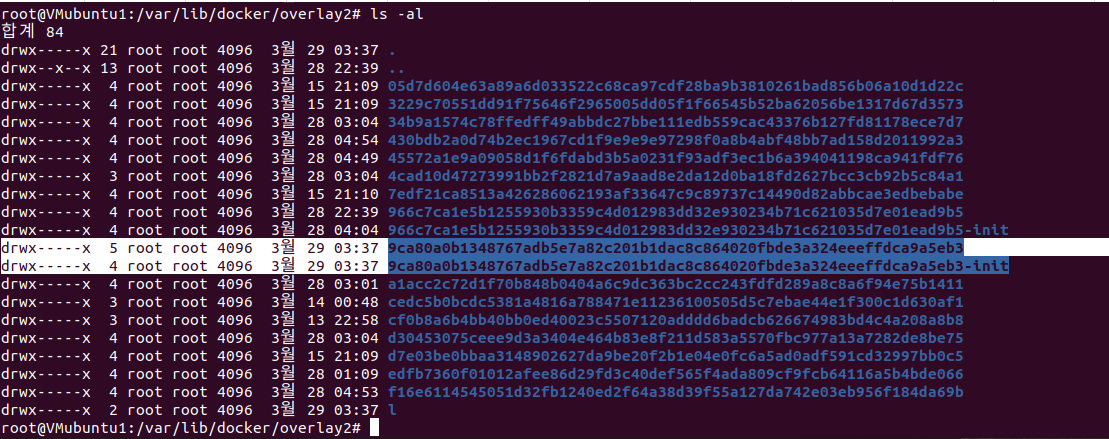 root@VMubuntu1:/var/lib/docker/overlay2# ls -al
합계 84
drwx-----x 21 root root 4096  3월 29 03:37 .
drwx--x--x 13 root root 4096  3월 28 22:39 ..
drwx-----x  4 root root 4096  3월 15 21:09 05d7d604e63a89a6d033522c68ca97cdf28ba9b3810261bad856b06a10d1d22c
drwx-----x  4 root root 4096  3월 15 21:09 3229c70551dd91f75646f2965005dd05f1f66545b52ba62056be1317d67d3573
drwx-----x  4 root root 4096  3월 28 03:04 34b9a1574c78ffedff49abbdc27bbe111edb559cac43376b127fd81178ece7d7
drwx-----x  4 root root 4096  3월 28 04:54 430bdb2a0d74b2ec1967cd1f9e9e9e97298f0a8b4abf48bb7ad158d2011992a3
drwx-----x  4 root root 4096  3월 28 04:49 45572a1e9a09058d1f6fdabd3b5a0231f93adf3ec1b6a394041198ca941fdf76
drwx-----x  3 root root 4096  3월 28 03:04 4cad10d47273991bb2f2821d7a9aad8e2da12d0ba18fd2627bcc3cb92b5c84a1
drwx-----x  4 root root 4096  3월 15 21:10 7edf21ca8513a426286062193af33647c9c89737c14490d82abbcae3edbebabe
drwx-----x  4 root root 4096  3월 28 22:39 966c7ca1e5b1255930b3359c4d012983dd32e930234b71c621035d7e01ead9b5
drwx-----x  4 root root 4096  3월 28 04:04 966c7ca1e5b1255930b3359c4d012983dd32e930234b71c621035d7e01ead9b5-init
drwx-----x  5 root root 4096  3월 29 03:37 9ca80a0b1348767adb5e7a82c201b1dac8c864020fbde3a324eeeffdca9a5eb3
drwx-----x  4 root root 4096  3월 29 03:37 9ca80a0b1348767adb5e7a82c201b1dac8c864020fbde3a324eeeffdca9a5eb3-init
drwx-----x  4 root root 4096  3월 28 03:01 a1acc2c72d1f70b848b0404a6c9dc363bc2cc243fdfd289a8c8a6f94e75b1411
drwx-----x  3 root root 4096  3월 14 00:48 cedc5b0bcdc5381a4816a788471e11236100505d5c7ebae44e1f300c1d630af1
drwx-----x  3 root root 4096  3월 13 22:58 cf0b8a6b4bb40bb0ed40023c5507120adddd6badcb626674983bd4c4a208a8b8
drwx-----x  4 root root 4096  3월 28 03:04 d30453075ceee9d3a3404e464b83e8f211d583a5570fbc977a13a7282de8be75
drwx-----x  4 root root 4096  3월 15 21:09 d7e03be0bbaa3148902627da9be20f2b1e04e0fc6a5ad0adf591cd32997bb0c5
drwx-----x  4 root root 4096  3월 28 01:09 edfb7360f01012afee86d29fd3c40def565f4ada809cf9fcb64116a5b4bde066
drwx-----x  4 root root 4096  3월 28 04:53 f16e6114545051d32fb1240ed2f64a38d39f55a127da742e03eb956f184da69b
drwx-----x  2 root root 4096  3월 29 03:37 l
root@VMubuntu1:/var/lib/docker/overlay2#